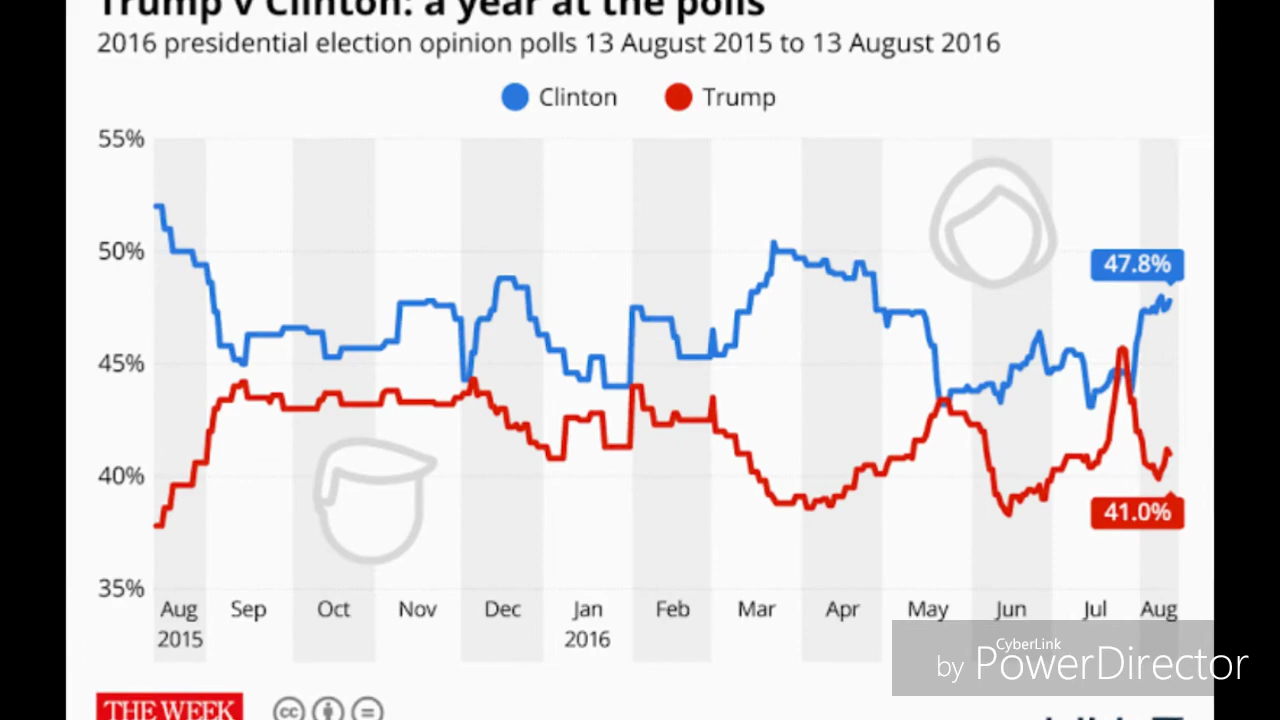 Trump v Clinton: a year at the polls
2016 presidential election opinion polls 13 August 2015 to 13 August 2016
Clinton Trump
55%
50%
47.8%
45%
40%
41.0%
35%
Aug Sep Oct Nov Dec Jan Feb Mar Apr May Jun Jul Aug
2015 2016
CyberLink
by PowerDirector
THE WEEK cc